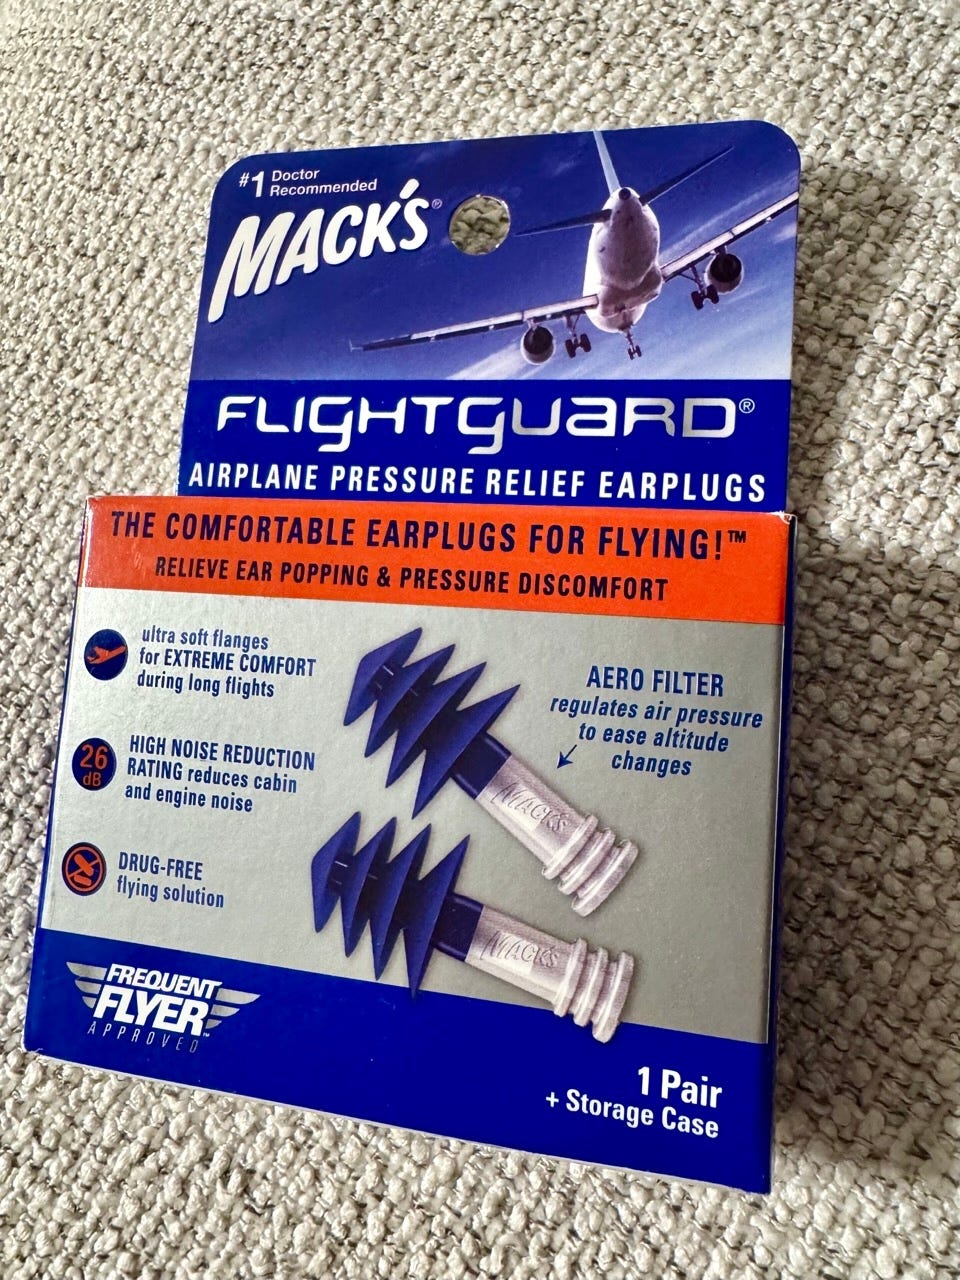 #1 Doctor
Recommended
MACK'S®
FLIGHTGUARD®
AIRPLANE PRESSURE RELIEF EARPLUGS
THE COMFORTABLE EARPLUGS FOR FLYING!™
RELIEVE EAR POPPING & PRESSURE DISCOMFORT
ultra soft flanges
for EXTREME COMFORT
during long flights
AERO FILTER
regulates air pressure
to ease altitude
changes
26
dB
HIGH NOISE REDUCTION
RATING reduces cabin
and engine noise
MACK'S
DRUG-FREE
flying solution
MACK'S
FREQUENT
FLYER™
APPROVED
1 Pair
+ Storage Case